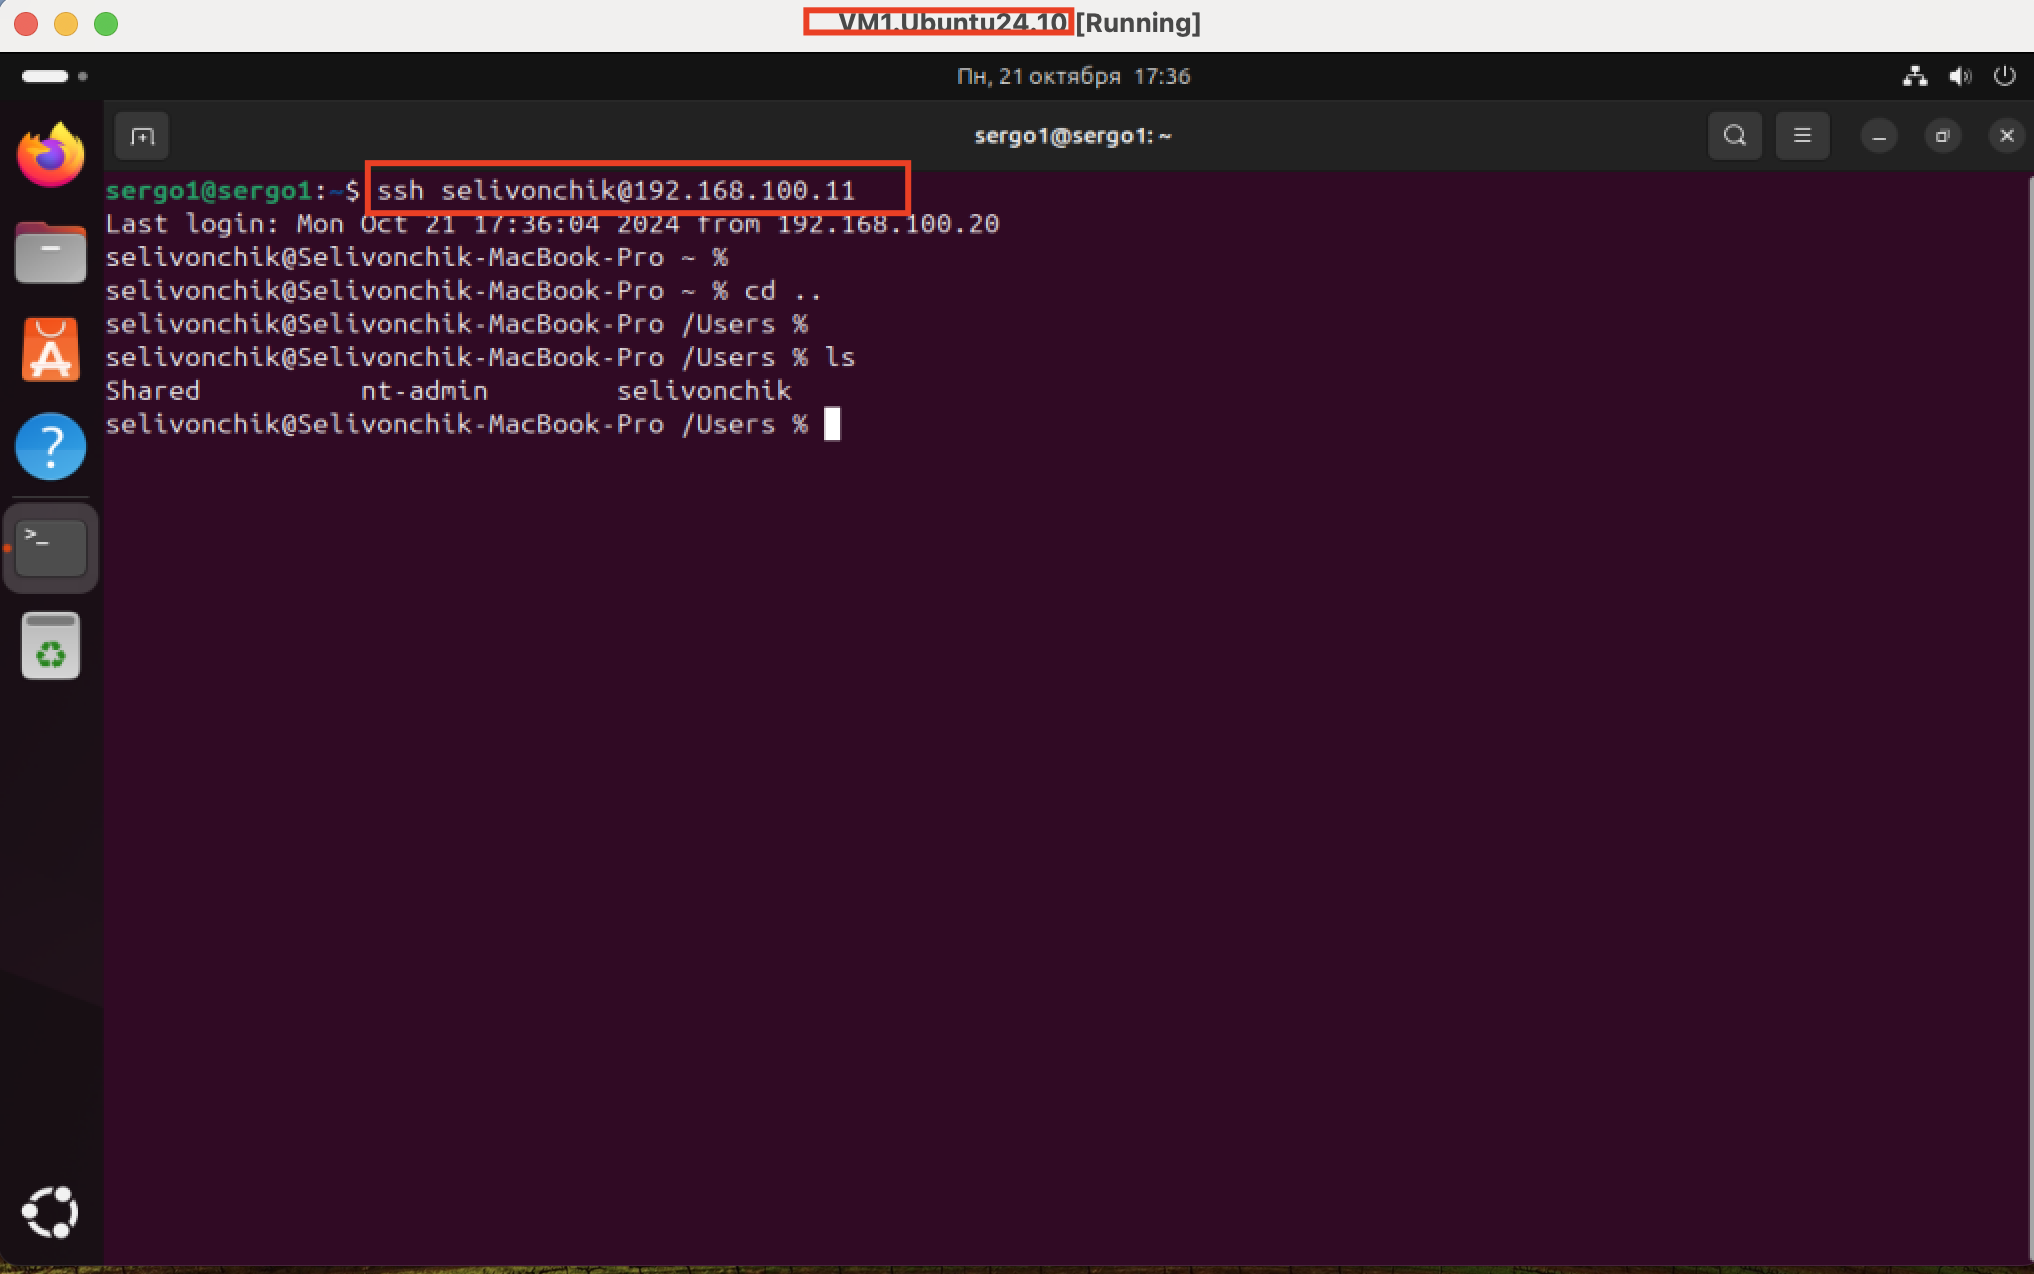 VM1.Ubuntu24.10 [Running]
Пн, 21 октября 17:36
sergo1@sergo1: ~
sergo1@sergo1:~$ ssh selivonchik@192.168.100.11
Last login: Mon Oct 21 17:36:04 2024 from 192.168.100.20
selivonchik@Selivonchik-MacBook-Pro ~ %
selivonchik@Selivonchik-MacBook-Pro ~ % cd ..
selivonchik@Selivonchik-MacBook-Pro /Users %
selivonchik@Selivonchik-MacBook-Pro /Users % ls
Shared nt-admin selivonchik
selivonchik@Selivonchik-MacBook-Pro /Users %